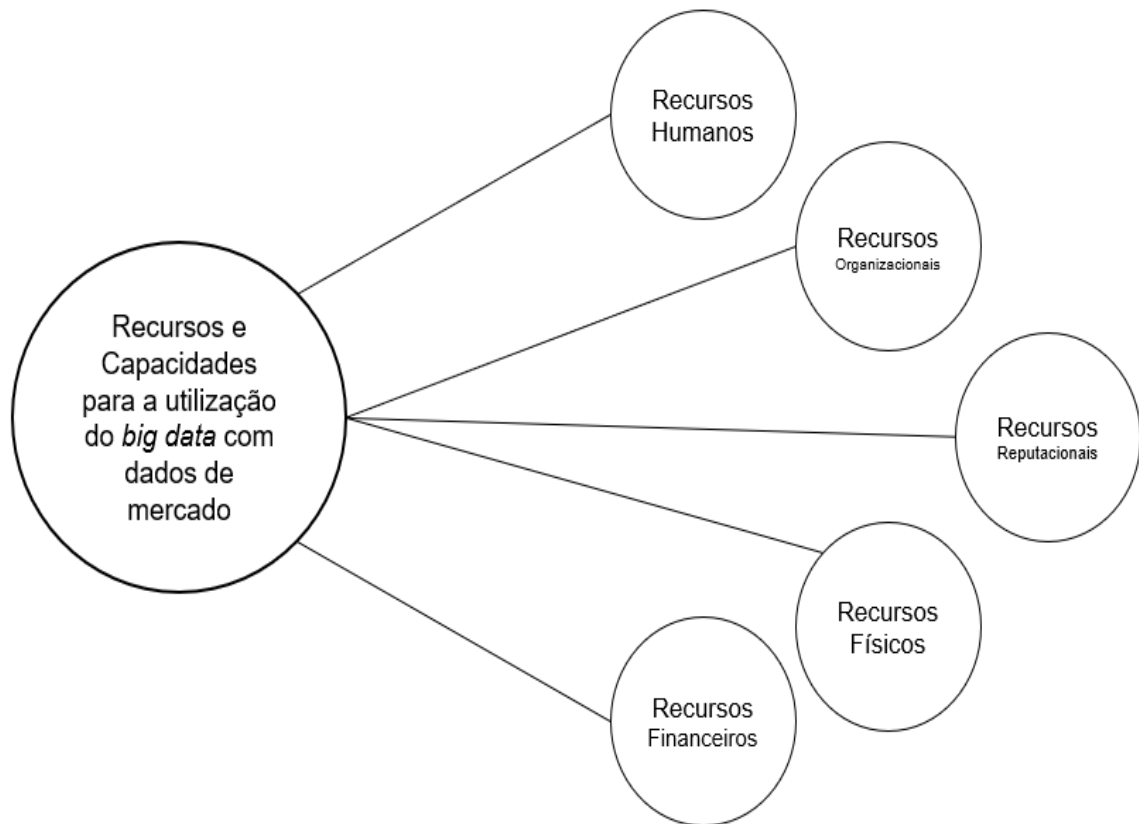 Recursos
Humanos
Recursos
Organizacionais
Recursos e
Capacidades
para a utilização
do big data com
dados de
mercado
Recursos
Reputacionais
Recursos
Físicos
Recursos
Financeiros